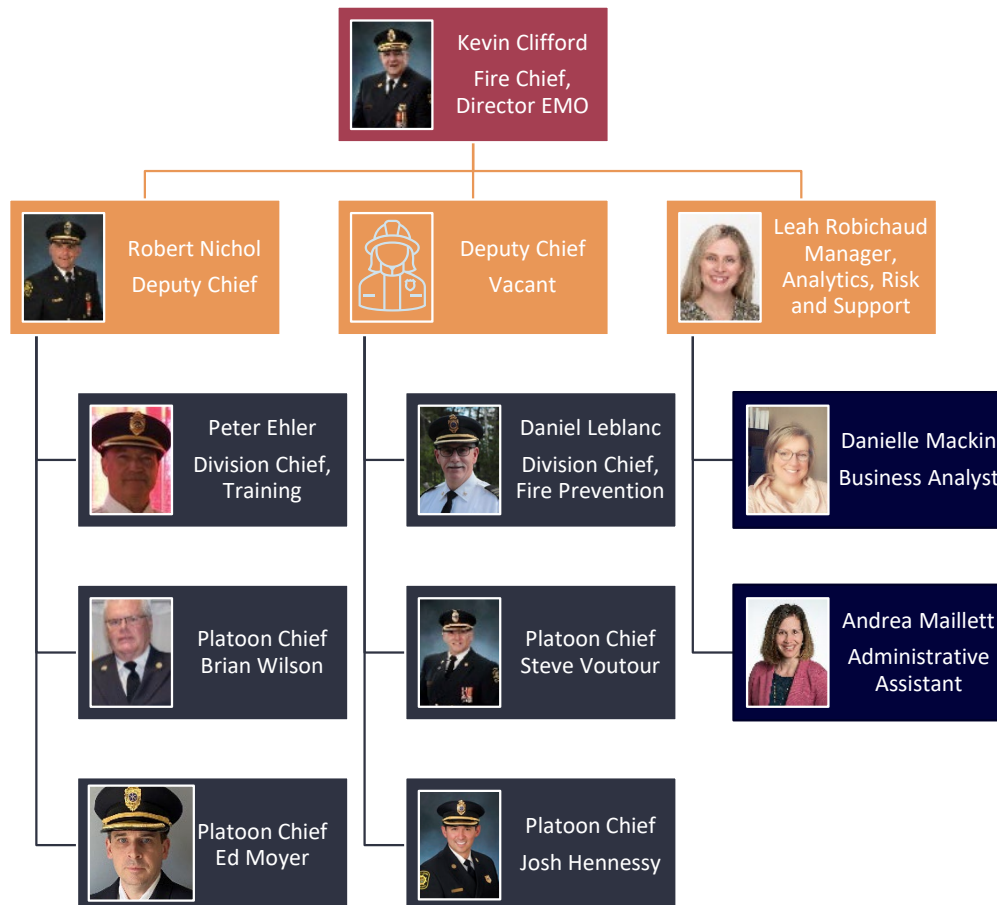 Kevin Clifford
Fire Chief,
Director EMO
Robert Nichol
Deputy Chief
Deputy Chief
Vacant
Leah Robichaud
Manager,
Analytics, Risk
and Support
Peter Ehler
Division Chief,
Training
Daniel Leblanc
Division Chief,
Fire Prevention
Danielle Mackin
Business Analyst
Platoon Chief
Brian Wilson
Platoon Chief
Steve Voutour
Andrea Maillett
Administrative
Assistant
Platoon Chief
Ed Moyer
Platoon Chief
Josh Hennessy